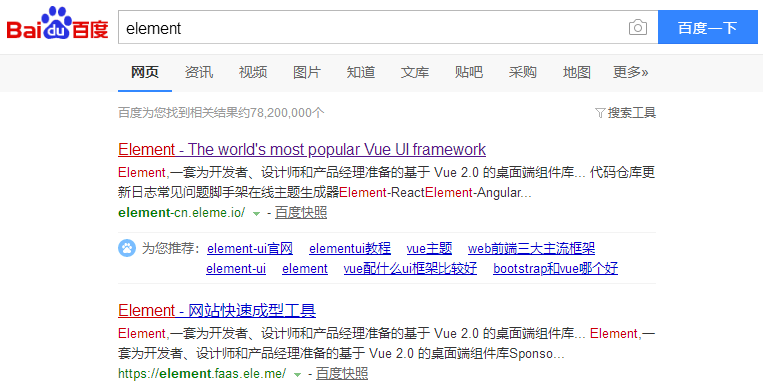 Bai du 百度
element
百度一下
网页 资讯 视频 图片 知道 文库 贴吧 采购 地图 更多»
百度为您找到相关结果约78,200,000个 搜索工具
Element - The world's most popular Vue UI framework
Element,一套为开发者、设计师和产品经理准备的基于 Vue 2.0 的桌面端组件库... 代码仓库更
新日志常见问题脚手架在线主题生成器Element-ReactElement-Angular...
element-cn.eleme.io/ - 百度快照
为您推荐: element-ui官网 elementui教程 vue主题 web前端三大主流框架
element-ui element vue配什么ui框架比较好 bootstrap和vue哪个好
Element - 网站快速成型工具
Element,一套为开发者、设计师和产品经理准备的基于 Vue 2.0 的桌面端组件库... Element,一
套为开发者、设计师和产品经理准备的基于 Vue 2.0 的桌面端组件库Sponso...
https://element.faas.ele.me/ - 百度快照